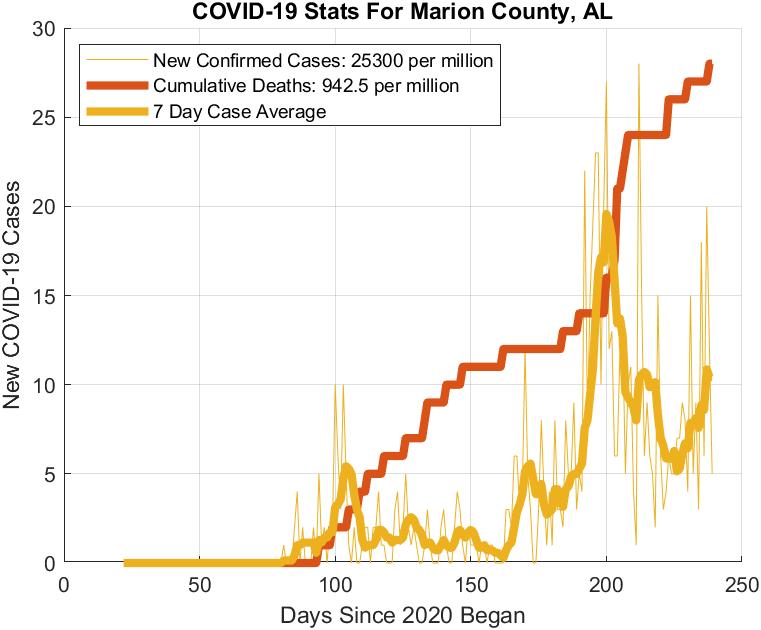 COVID-19 Stats For Marion County, AL
New Confirmed Cases: 25300 per million
Cumulative Deaths: 942.5 per million
7 Day Case Average
New COVID-19 Cases
30
25
20
15
10
5
0
0 50 100 150 200 250
Days Since 2020 Began